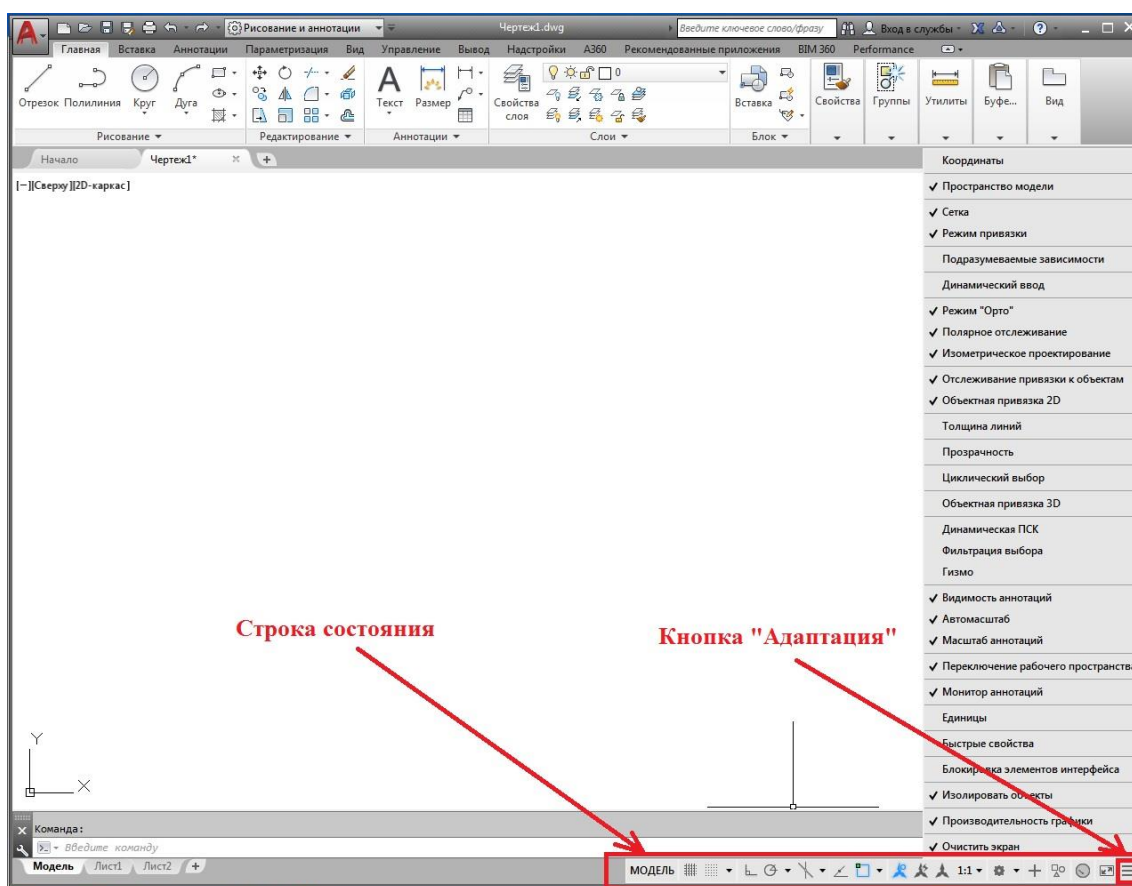 Рисование и аннотации
Чертеж1.dwg
Введите ключевое слово/фразу
Вход в службы
Главная Вставка Аннотации Параметризация Вид Управление Вывод Надстройки A360 Рекомендованные приложения BIM 360 Performance
Отрезок Полилиния Круг Дуга
Текст Размер
Свойства слоя
0
Вставка
Свойства Группы Утилиты Буфе... Вид
Рисование Редактирование Аннотации Слои Блок
Начало Чертеж1* +
[−][Сверху][2D-каркас]
Координаты
Пространство модели
Сетка
Режим привязки
Подразумеваемые зависимости
Динамический ввод
Режим "Орто"
Полярное отслеживание
Изометрическое проектирование
Отслеживание привязки к объектам
Объектная привязка 2D
Толщина линий
Прозрачность
Циклический выбор
Объектная привязка 3D
Динамическая ПСК
Фильтрация выбора
Гизмо
Видимость аннотаций
Автомасштаб
Масштаб аннотаций
Переключение рабочего пространства
Монитор аннотаций
Единицы
Быстрые свойства
Блокировка элементов интерфейса
Изолировать объекты
Производительность графики
Очистить экран
Строка состояния
Кнопка "Адаптация"
Y
X
Команда:
Введите команду
Модель Лист1 Лист2 +
МОДЕЛЬ 1:1